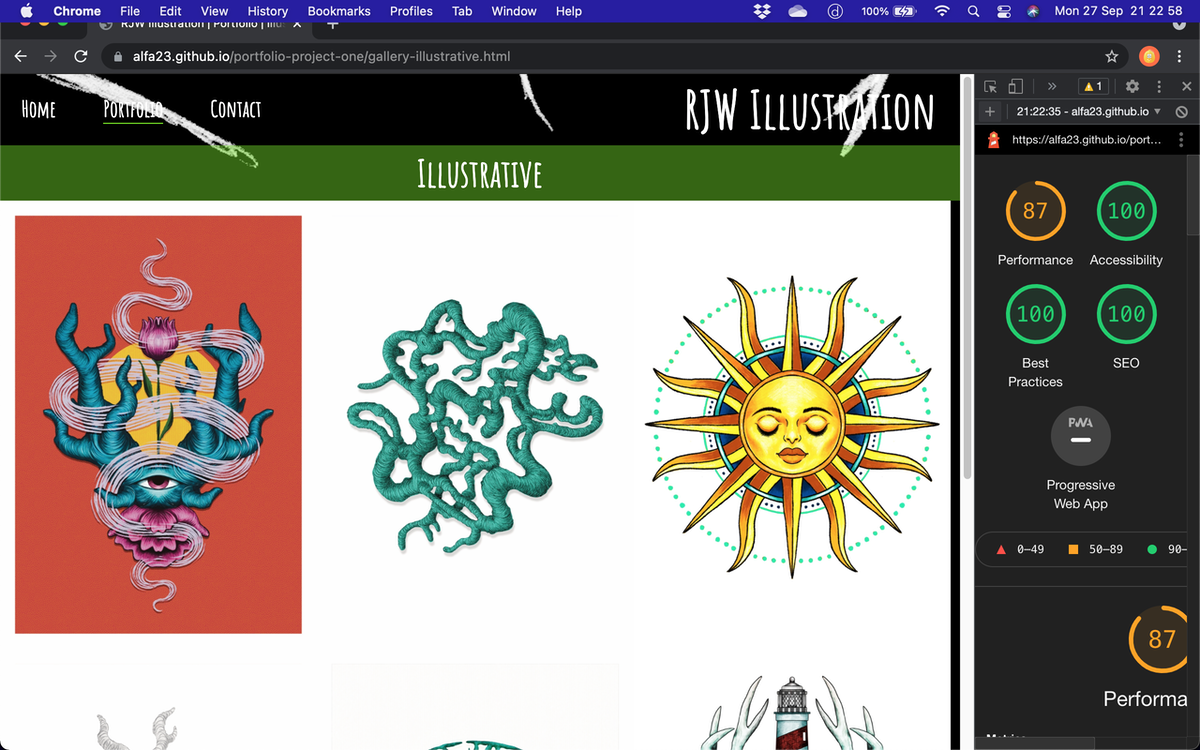 Chrome File Edit View History Bookmarks Profiles Tab Window Help 100% Mon 27 Sep 21 22 58
RJW Illustration | Portfolio |
alfa23.github.io/portfolio-project-one/gallery-illustrative.html
1
21:22:35 - alfa23.github.io
https://alfa23.github.io/port...
Home Portfolio Contact
RJW Illustration
Illustrative
87 100
Performance Accessibility
100 100
Best Practices SEO
PWA
Progressive
Web App
0–49 50–89 90–
87
Performa